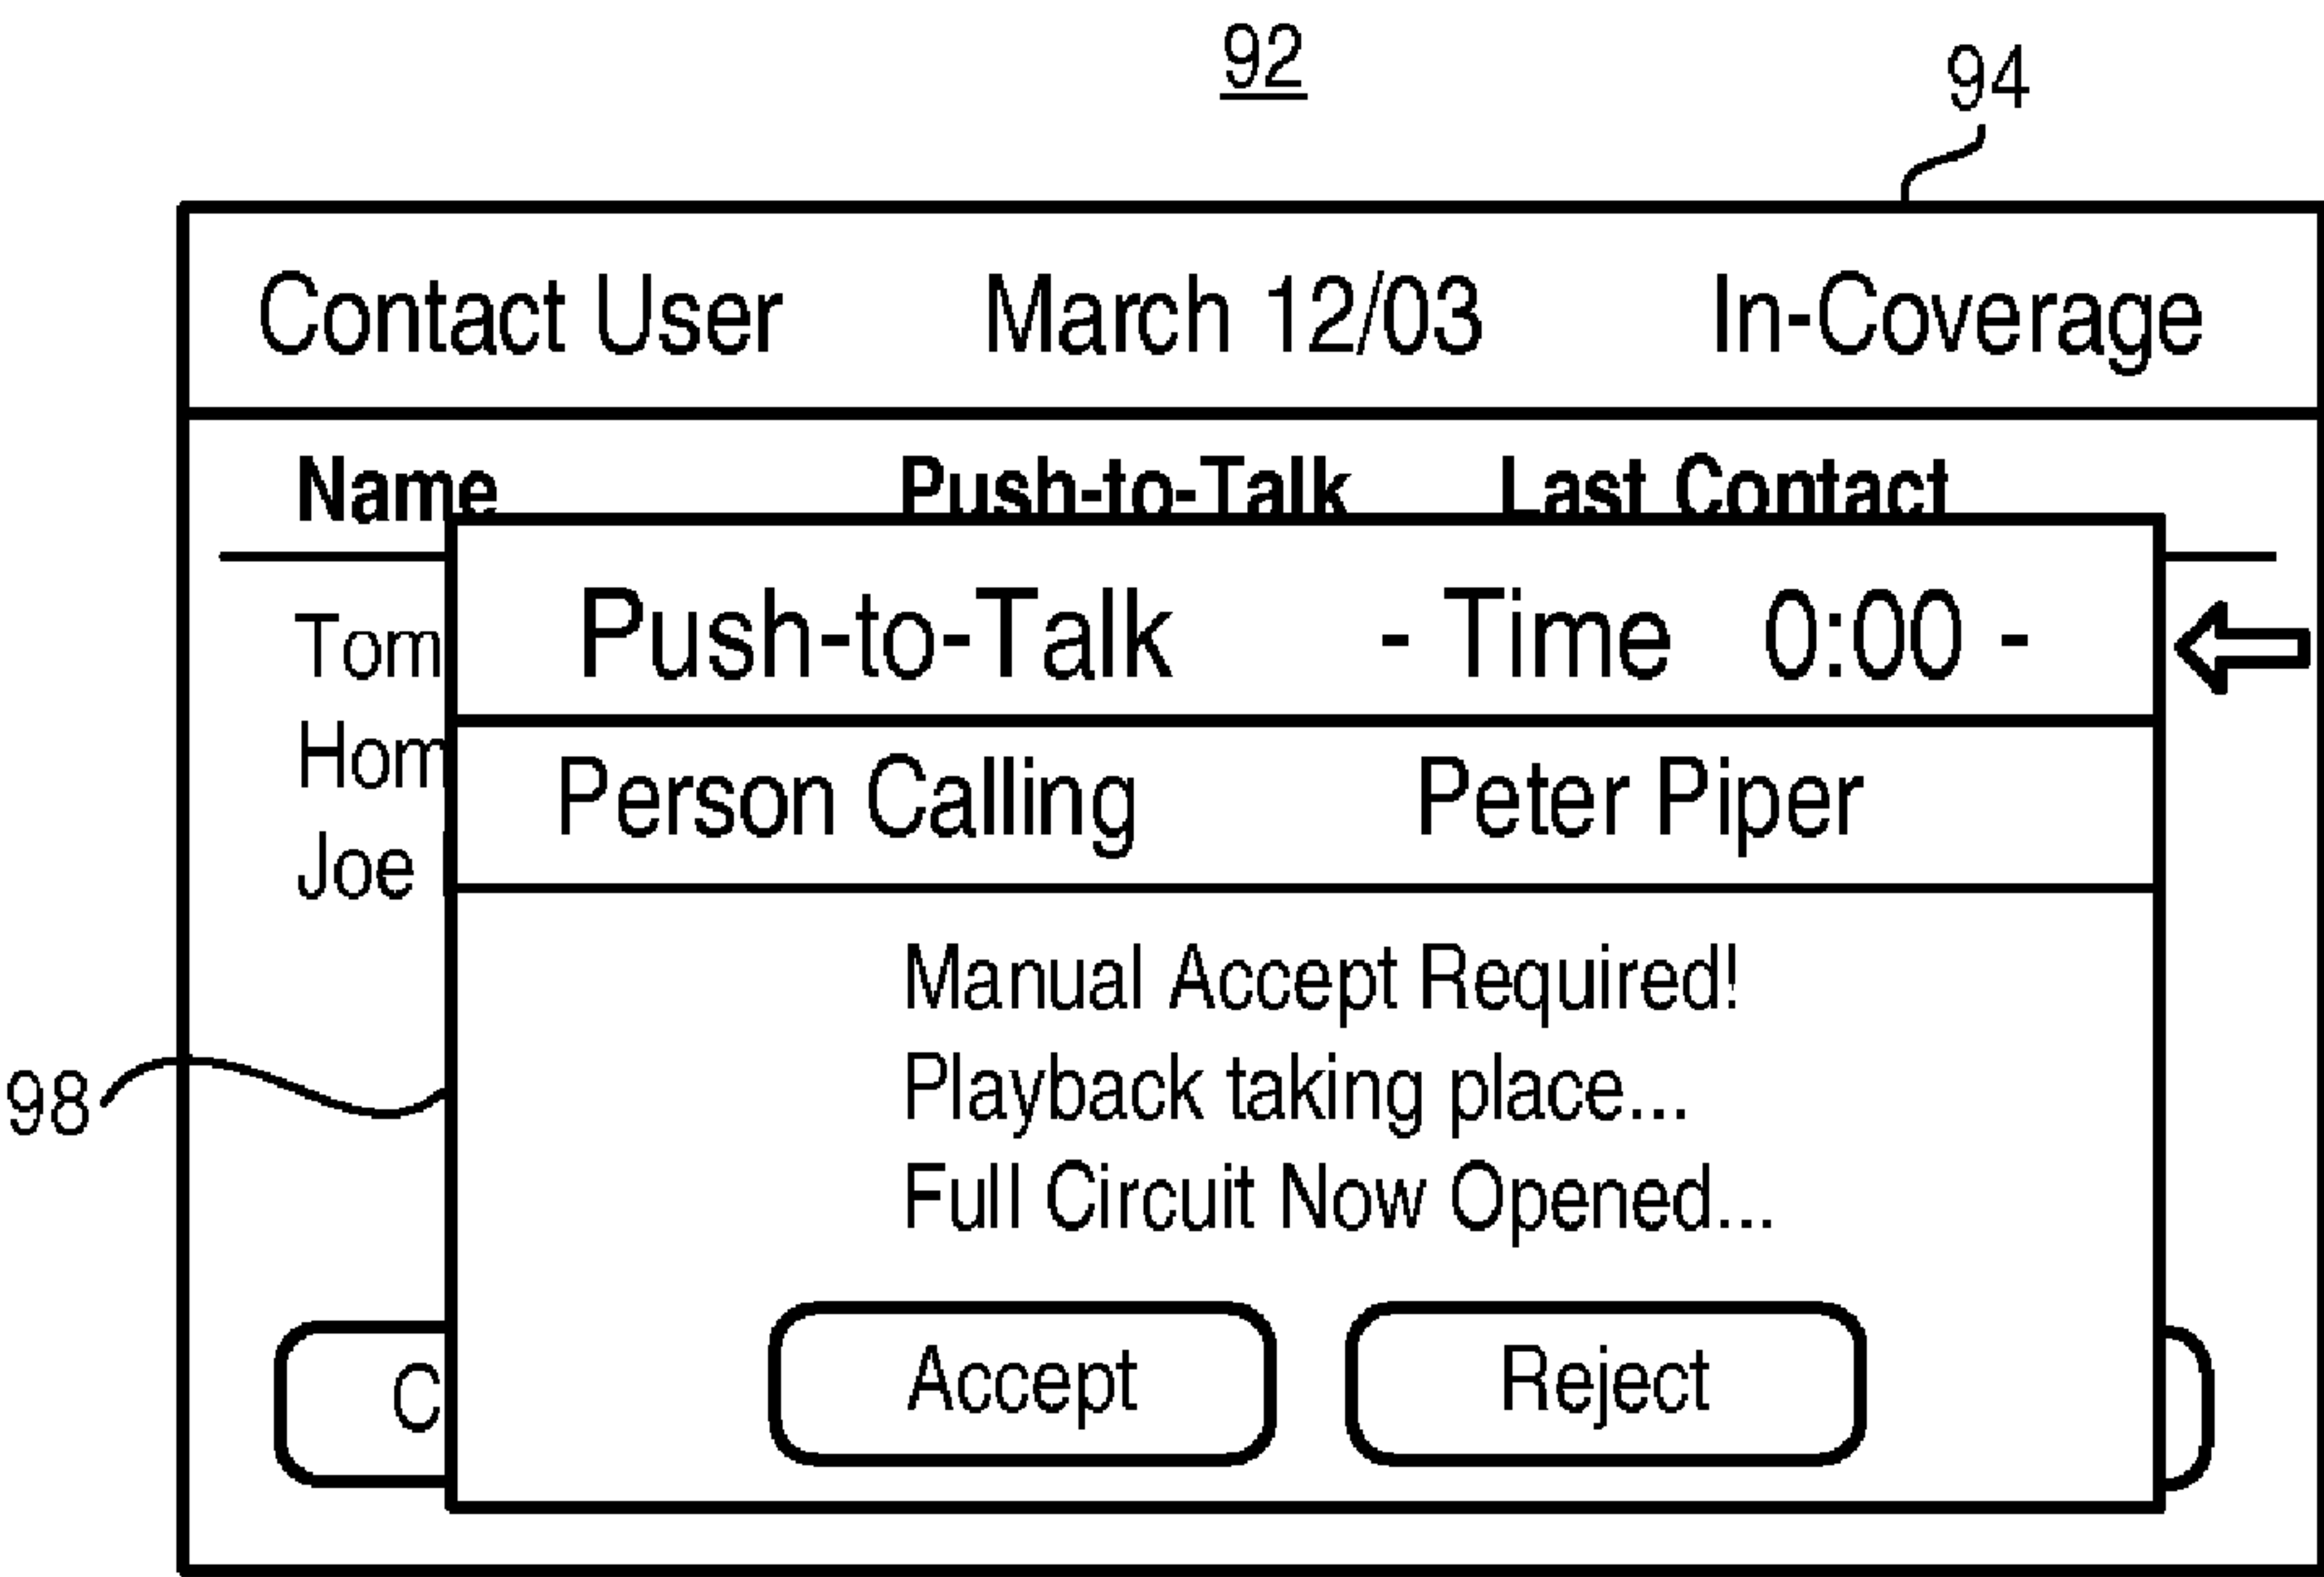 92
94
Contact User March 12/03 In-Coverage
Name Push-to-Talk Last Contact
Push-to-Talk - Time 0:00 -
Tom
Hom
Person Calling Peter Piper
Joe
Manual Accept Required!
98
Playback taking place...
Full Circuit Now Opened...
C Accept Reject